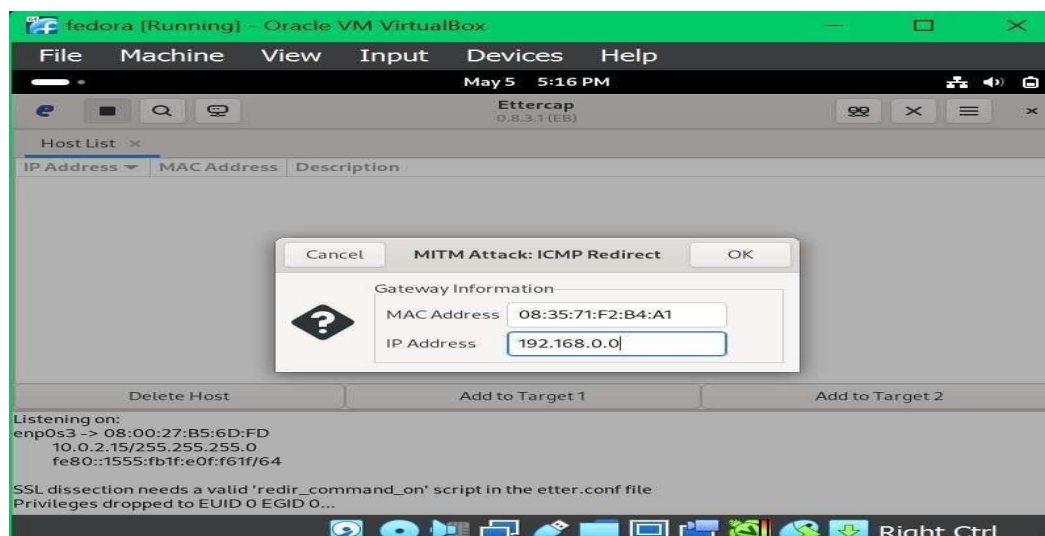 fedora [Running] - Oracle VM VirtualBox
File Machine View Input Devices Help
May 5 5:16 PM
Ettercap
0.8.3.1 (EB)
Host List
IP Address MAC Address Description
Cancel MITM Attack: ICMP Redirect OK
Gateway Information
MAC Address 08:35:71:F2:B4:A1
IP Address 192.168.0.0
Delete Host Add to Target 1 Add to Target 2
Listening on:
enp0s3 -> 08:00:27:B5:6D:FD
10.0.2.15/255.255.255.0
fe80::1555:fb1f:e0f:f61f/64
SSL dissection needs a valid 'redir_command_on' script in the etter.conf file
Privileges dropped to EUID 0 EGID 0...
Right Ctrl